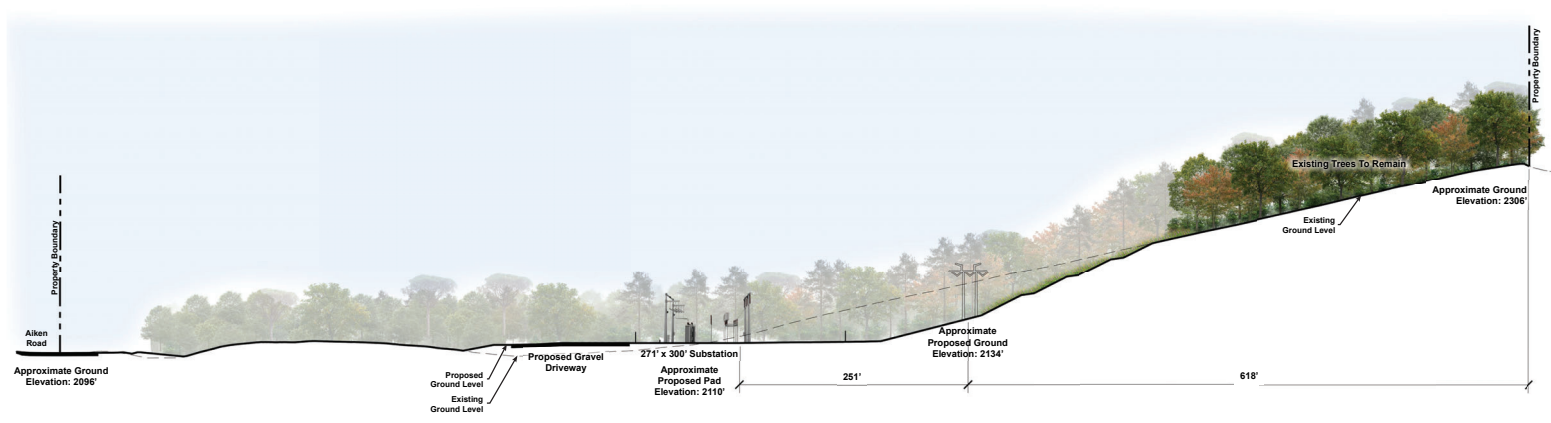 Property Boundary
Aiken
Road
Approximate Ground
Elevation: 2096'
Proposed
Ground Level
Existing
Ground Level
Proposed Gravel
Driveway
271' x 300' Substation
Approximate
Proposed Pad
Elevation: 2110'
251'
Approximate
Proposed Ground
Elevation: 2134'
618'
Existing Trees To Remain
Existing
Ground Level
Approximate Ground
Elevation: 2306'
Property Boundary